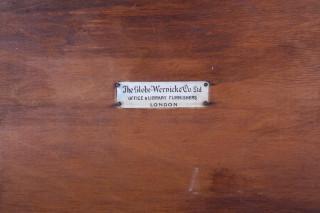 The Globe-Wernicke Co. Ltd
OFFICE & LIBRARY FURNISHERS
LONDON